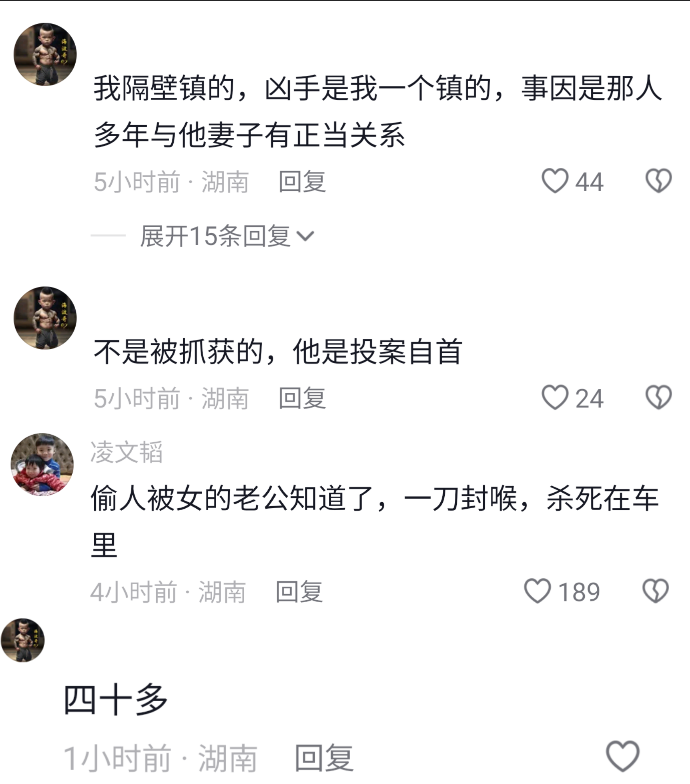 我隔壁镇的，凶手是我一个镇的，事因是那人
多年与他妻子有正当关系
5小时前 · 湖南 回复 44
展开15条回复
不是被抓获的，他是投案自首
5小时前 · 湖南 回复 24
凌文韬
偷人被女的老公知道了，一刀封喉，杀死在车
里
4小时前 · 湖南 回复 189
四十多
1小时前 · 湖南 回复